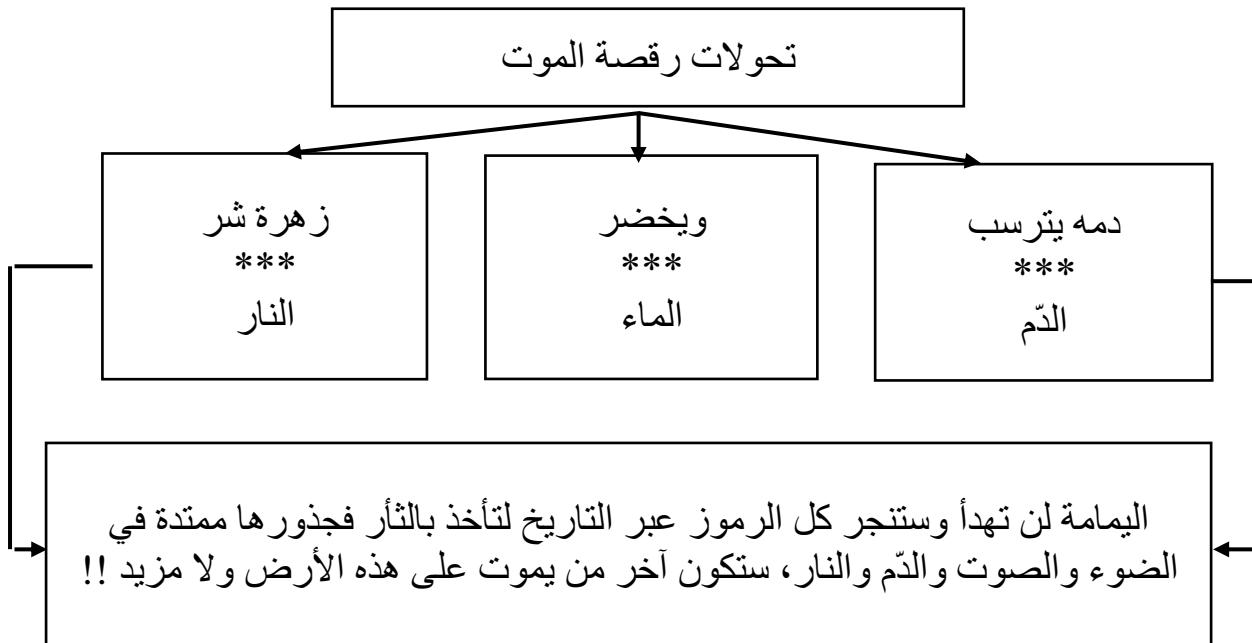 تحولات رقصة الموت
دمه يترسب
***
الدّم
ويخضر
***
الماء
زهرة شر
***
النار
اليمامة لن تهدأ وستنجر كل الرموز عبر التاريخ لتأخذ بالثأر فجذورها ممتدة في
الضوء والصوت والدّم والنار، ستكون آخر من يموت على هذه الأرض ولا مزيد !!